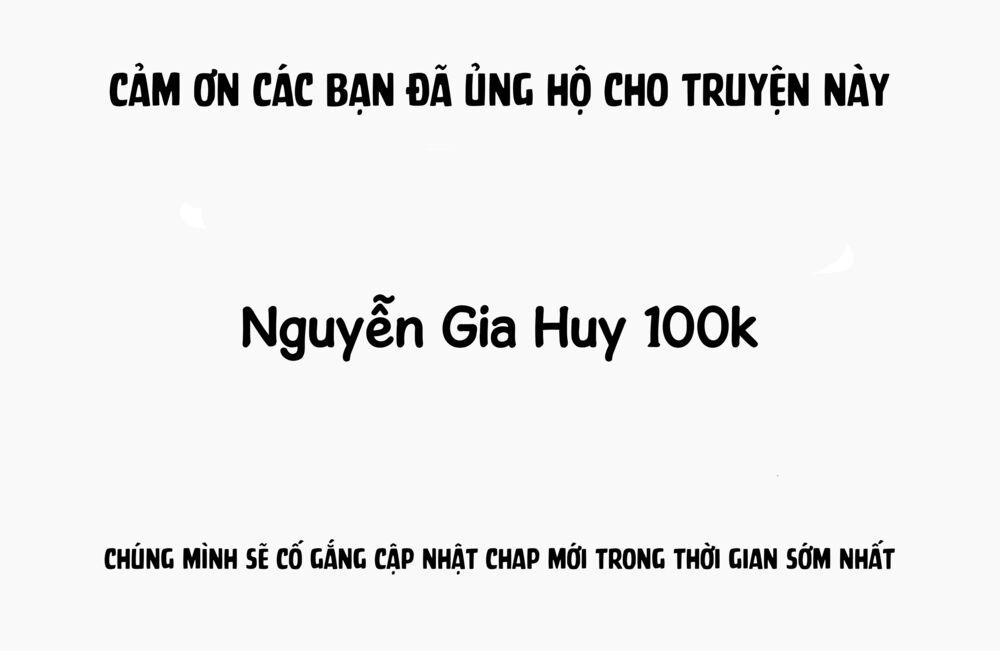 CẢM ƠN CÁC BẠN ĐÃ ỦNG HỘ CHO TRUYỆN NÀY
Nguyễn Gia Huy 100k
CHÚNG MÌNH SẼ CỐ GẮNG CẬP NHẬT CHAP MỚI TRONG THỜI GIAN SỚM NHẤT